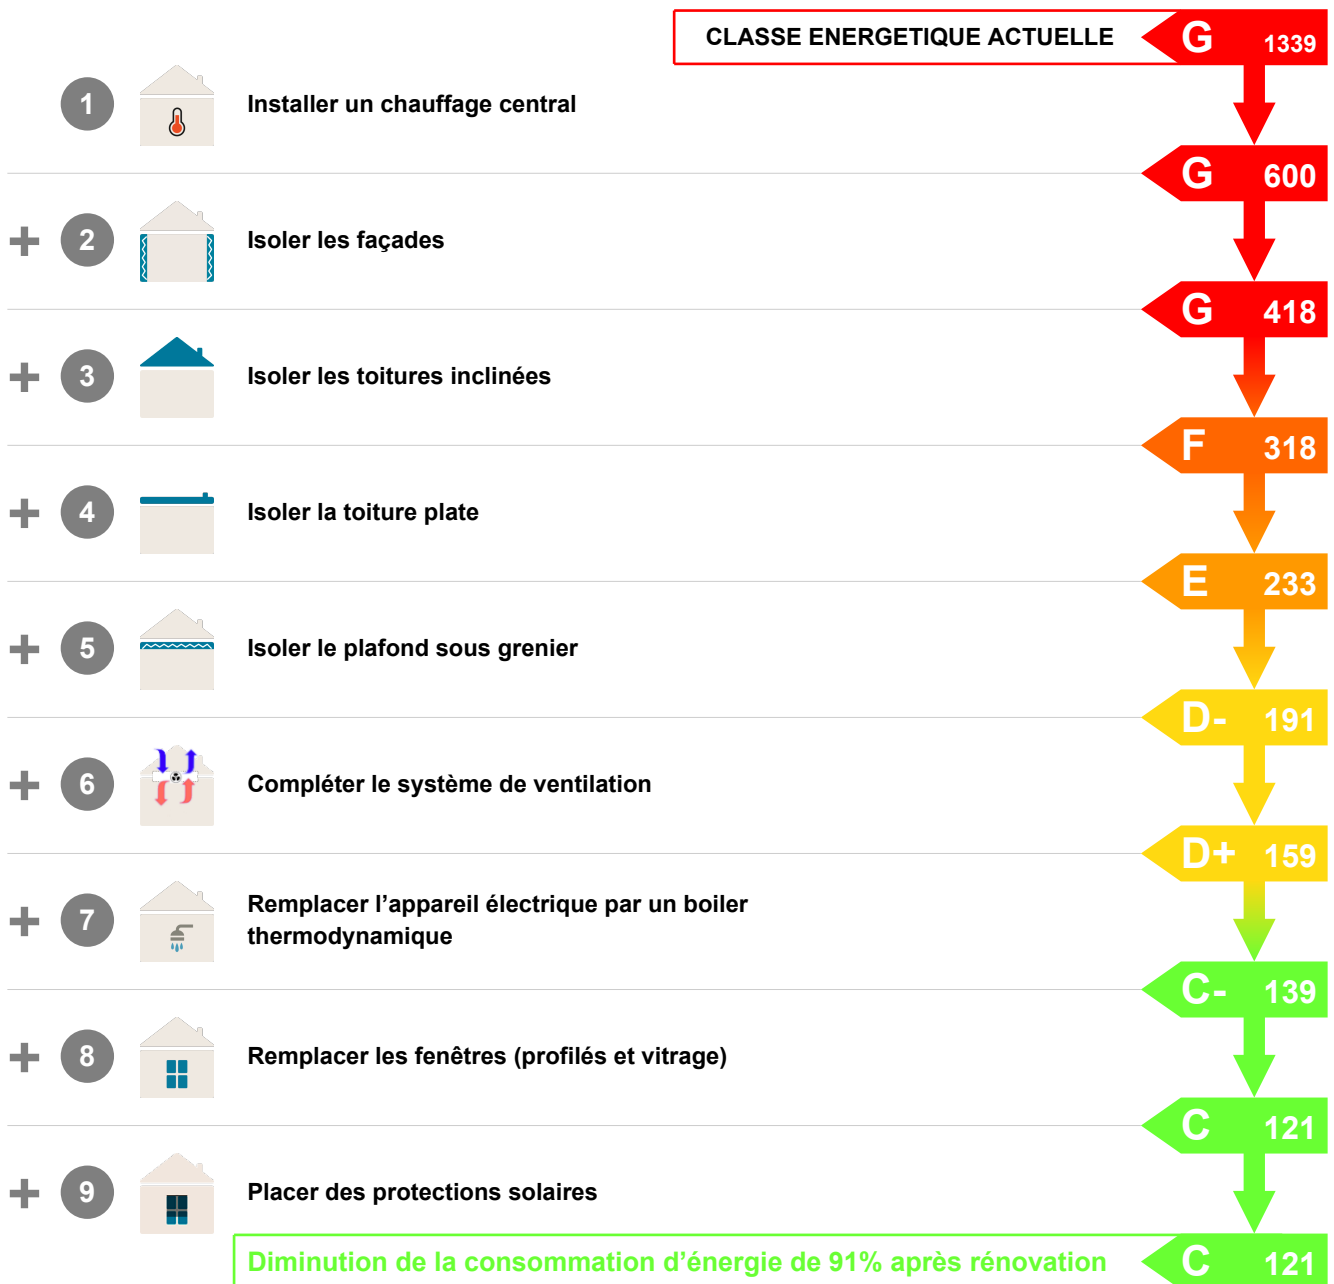 CLASSE ENERGETIQUE ACTUELLE G 1339
1 Installer un chauffage central
G 600
+ 2 Isoler les façades
G 418
+ 3 Isoler les toitures inclinées
F 318
+ 4 Isoler la toiture plate
E 233
+ 5 Isoler le plafond sous grenier
D- 191
+ 6 Compléter le système de ventilation
D+ 159
+ 7 Remplacer l’appareil électrique par un boiler
thermodynamique
C- 139
+ 8 Remplacer les fenêtres (profilés et vitrage)
C 121
+ 9 Placer des protections solaires
Diminution de la consommation d’énergie de 91% après rénovation C 121